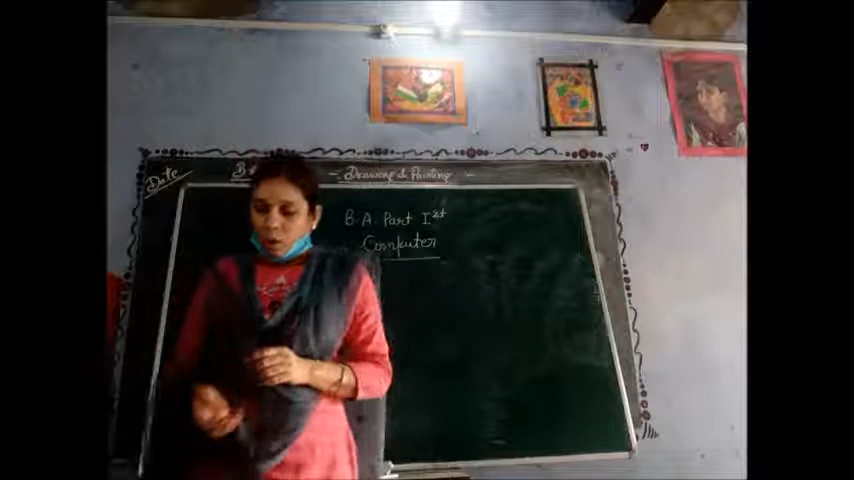 Date
- Drawing & Painting -
B.A. Part Ist
Computer